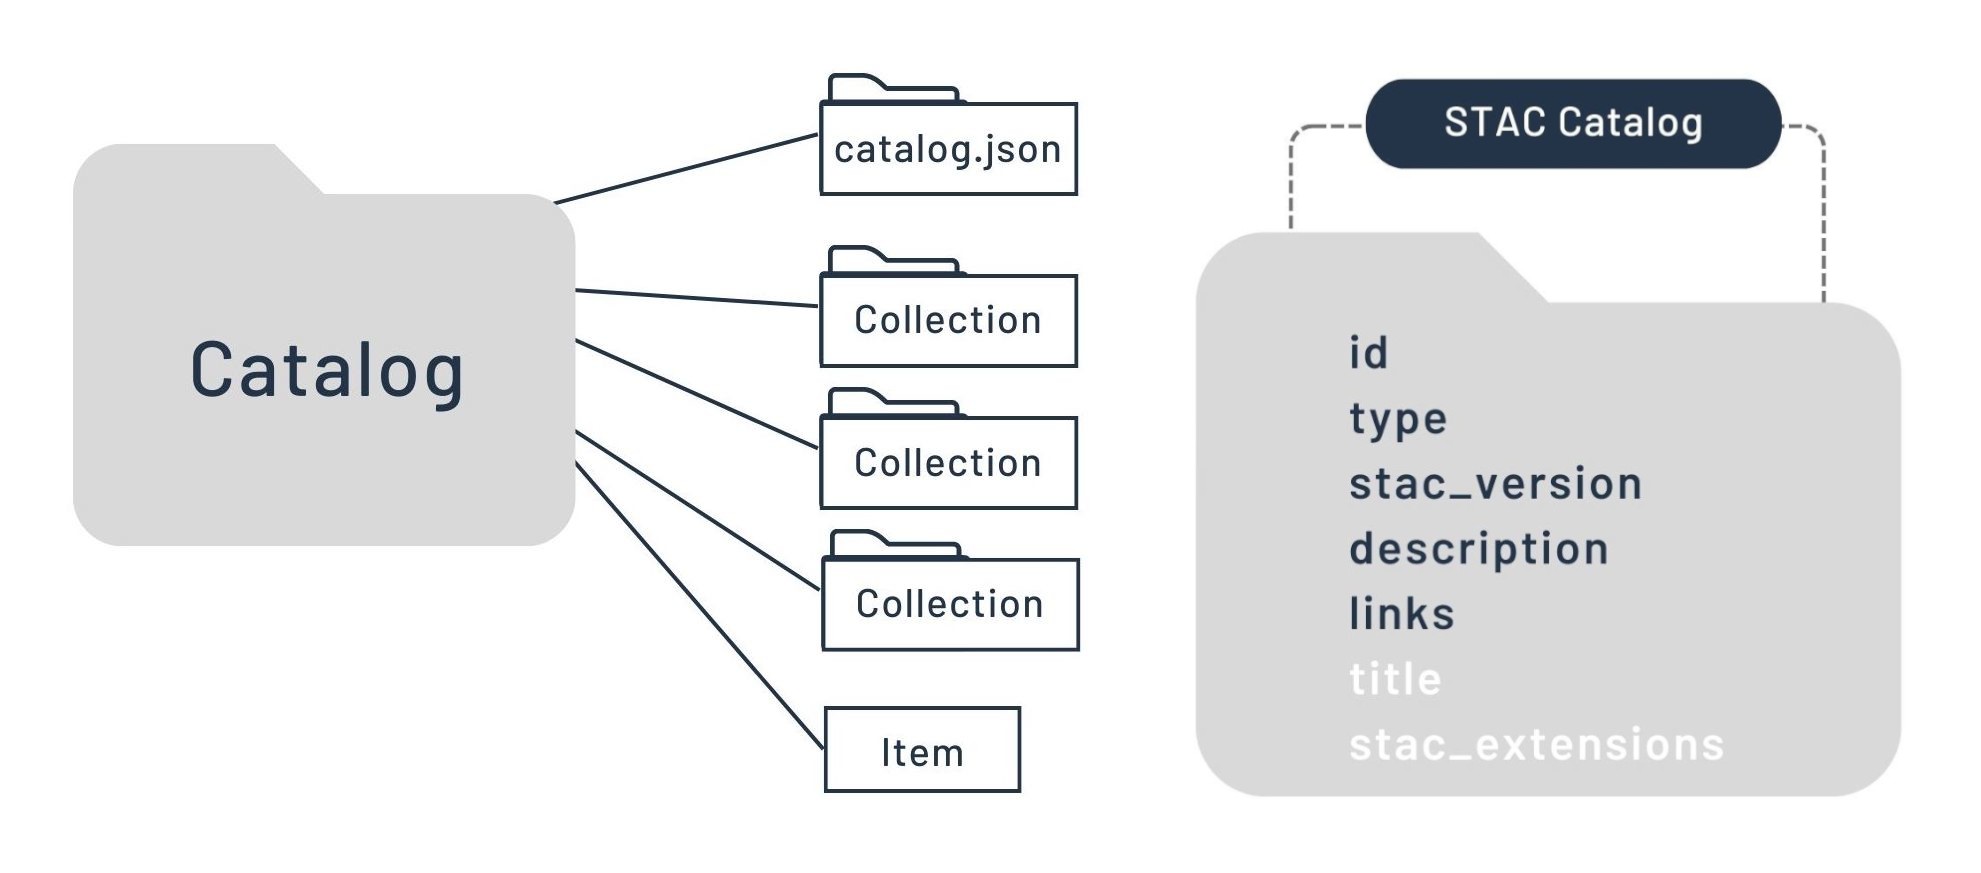 Catalog
catalog.json
Collection
Collection
Collection
Item
STAC Catalog
id
type
stac_version
description
links
title
stac_extensions